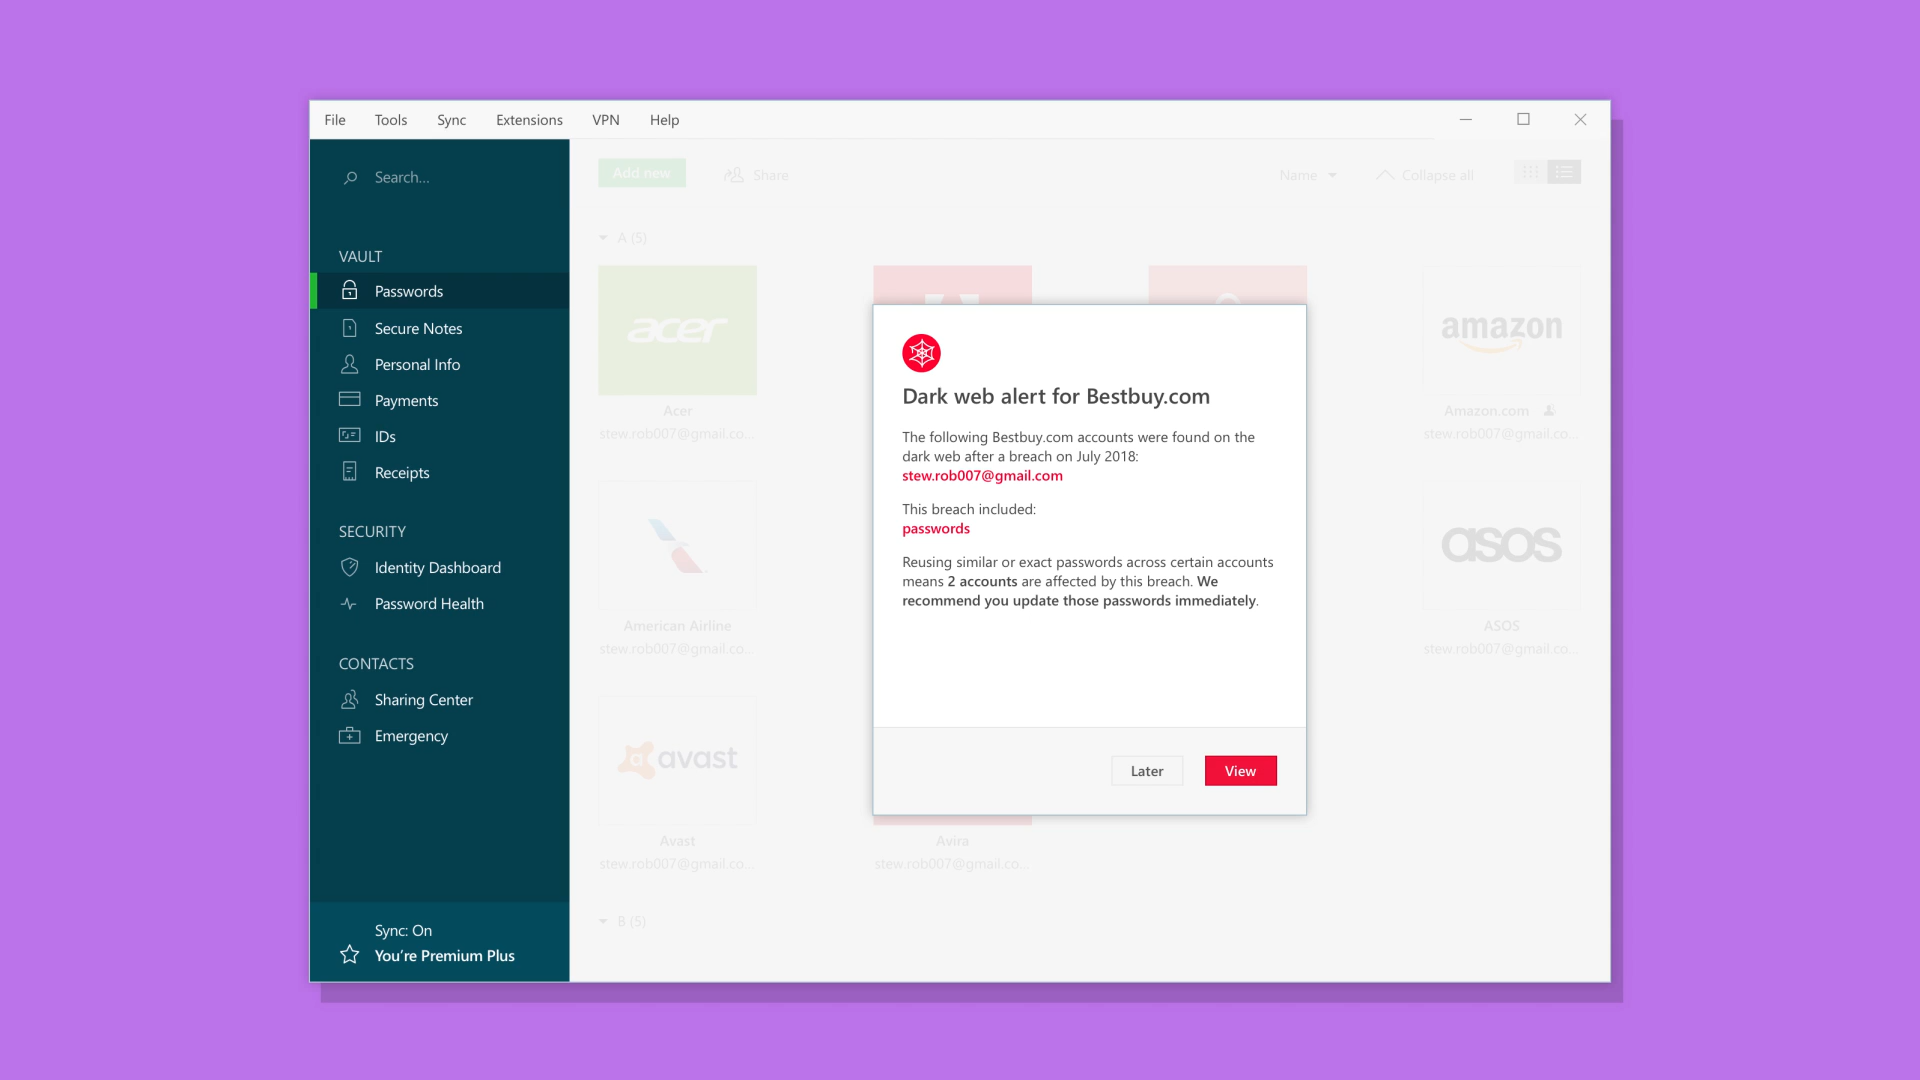 File Tools Sync Extensions VPN Help
Search...
VAULT
Passwords
Secure Notes
Personal Info
Payments
IDs
Receipts
SECURITY
Identity Dashboard
Password Health
CONTACTS
Sharing Center
Emergency
Sync: On
You're Premium Plus
Add new Share Name Collapse all
A (5)
acer
Acer
stew.rob007@gmail.co...
amazon
Amazon.com
stew.rob007@gmail.co...
American Airline
stew.rob007@gmail.co...
asos
ASOS
stew.rob007@gmail.co...
avast
Avast
stew.rob007@gmail.co...
Avira
stew.rob007@gmail.co...
B (5)
Dark web alert for Bestbuy.com
The following Bestbuy.com accounts were found on the
dark web after a breach on July 2018:
stew.rob007@gmail.com
This breach included:
passwords
Reusing similar or exact passwords across certain accounts
means 2 accounts are affected by this breach. We
recommend you update those passwords immediately.
Later View